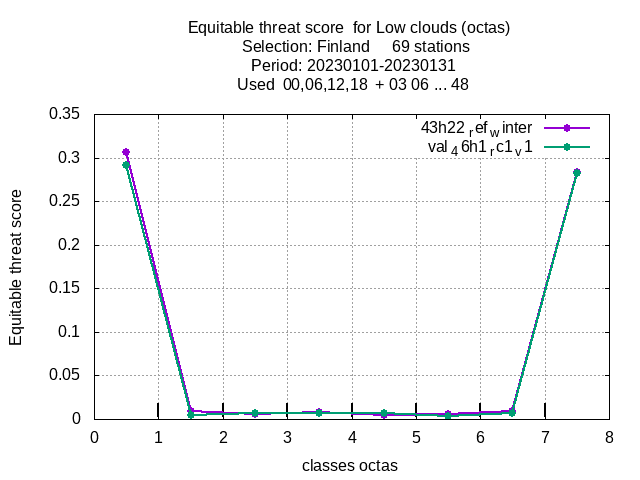 Equitable threat score  for Low clouds (octas)
Selection: Finland     69 stations
Period: 20230101-20230131
Used  00,06,12,18  + 03 06 ... 48
43h22_ref_winter
val_46h1_rc1_v1
0.35
0.3
0.25
0.2
0.15
0.1
0.05
0
Equitable threat score
0 1 2 3 4 5 6 7 8
classes octas